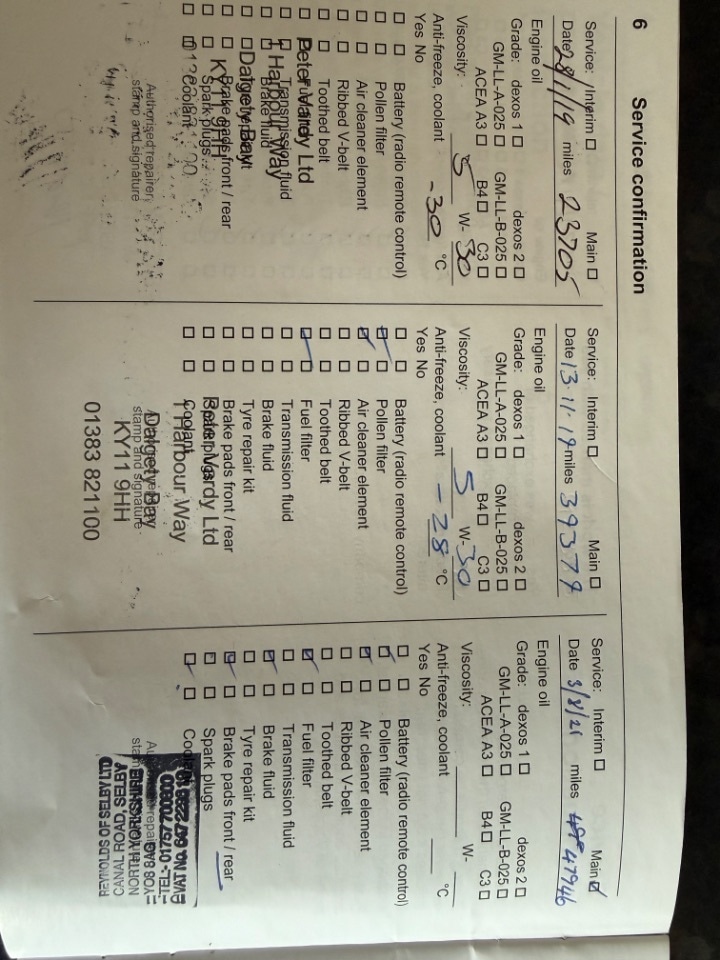 6 Service confirmation
Service: Interim ☐ Main ☐
Date 29/1/19 miles 23705
Engine oil
Grade: dexos 1 ☐ dexos 2 ☐
GM-LL-A-025 ☐ GM-LL-B-025 ☐
ACEA A3 ☐ B4 ☐ C3 ☐
Viscosity: 5 W- 30
Anti-freeze, coolant -30 °C
Yes No
☐ ☐ Battery (radio remote control)
☐ ☐ Pollen filter
☐ ☐ Air cleaner element
☐ ☐ Ribbed V-belt
☐ ☐ Toothed belt
☐ ☐ Fuel filter
Peter Vardy Ltd
☐ ☐ Transmission fluid
1 Harbour Way
☐ ☐ Brake fluid
Dalgety Bay
☐ ☐ Brake pads front / rear
KY11 9HH
☐ ☐ Spark plugs
☐ ☐ Coolant
Authorised repairer
stamp and signature
Service: Interim ☐ Main ☐
Date 13.11.19 miles 39379
Engine oil
Grade: dexos 1 ☐ dexos 2 ☐
GM-LL-A-025 ☐ GM-LL-B-025 ☐
ACEA A3 ☐ B4 ☐ C3 ☐
Viscosity: 5 W- 30
Anti-freeze, coolant -28 °C
Yes No
☐ ☐ Battery (radio remote control)
☑ ☐ Pollen filter
☑ ☐ Air cleaner element
☐ ☐ Ribbed V-belt
☐ ☐ Toothed belt
☑ ☐ Fuel filter
☐ ☐ Transmission fluid
☐ ☐ Brake fluid
☐ ☐ Tyre repair kit
☐ ☐ Brake pads front / rear
☐ ☐ Spark plugs
Peter Vardy Ltd
☐ ☐ Coolant
1 Harbour Way
Dalgety Bay
stamp and signature
KY11 9HH
01383 821100
Service: Interim ☐ Main ☑
Date 3/8/21 miles 47946
Engine oil
Grade: dexos 1 ☐ dexos 2 ☐
GM-LL-A-025 ☐ GM-LL-B-025 ☐
ACEA A3 ☐ B4 ☐ C3 ☐
Viscosity: W-
Anti-freeze, coolant °C
Yes No
☐ ☐ Battery (radio remote control)
☑ ☐ Pollen filter
☑ ☐ Air cleaner element
☐ ☐ Ribbed V-belt
☐ ☐ Toothed belt
☑ ☐ Fuel filter
☐ ☐ Transmission fluid
☑ ☐ Brake fluid
☐ ☐ Tyre repair kit
☑ ☐ Brake pads front / rear
☑ ☐ Spark plugs
☑ ☐ Coolant
REYNOLDS OF SELBY LTD
CANAL ROAD, SELBY
NORTH YORKSHIRE
YO8 8AG
TEL:- 01757 700300